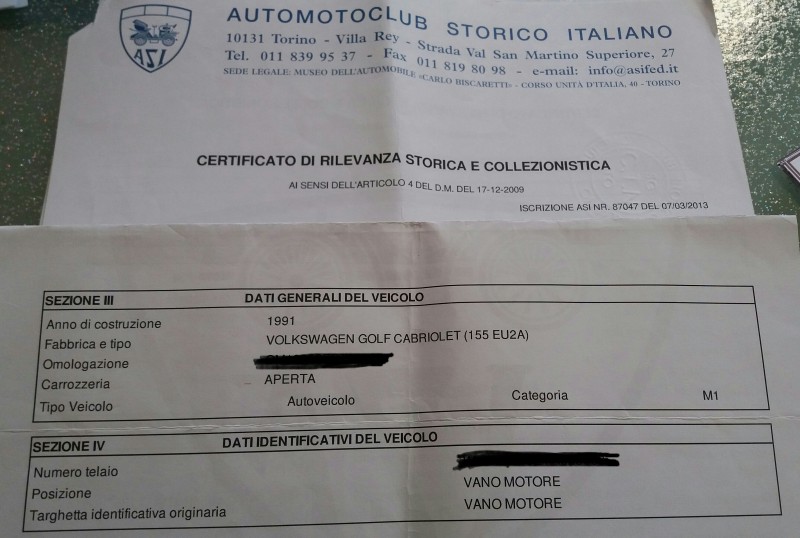 ASI
AUTOMOTOCLUB STORICO ITALIANO
10131 Torino - Villa Rey - Strada Val San Martino Superiore, 27
Tel. 011 839 95 37 - Fax 011 819 80 98 - e-mail: info@asifed.it
SEDE LEGALE: MUSEO DELL'AUTOMOBILE «CARLO BISCARETTI» - CORSO UNITA D'ITALIA, 40 - TORINO
CERTIFICATO DI RILEVANZA STORICA E COLLEZIONISTICA
AI SENSI DELL'ARTICOLO 4 DEL D.M. DEL 17-12-2009
ISCRIZIONE ASI NR. 87047 DEL 07/03/2013
SEZIONE III DATI GENERALI DEL VEICOLO
Anno di costruzione 1991
Fabbrica e tipo VOLKSWAGEN GOLF CABRIOLET (155 EU2A)
Omologazione
Carrozzeria APERTA
Tipo Veicolo Autoveicolo Categoria M1
SEZIONE IV DATI IDENTIFICATIVI DEL VEICOLO
Numero telaio
Posizione VANO MOTORE
Targhetta identificativa originaria VANO MOTORE